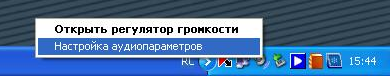 Открыть регулятор громкости
Настройка аудиопараметров
RL
15:44